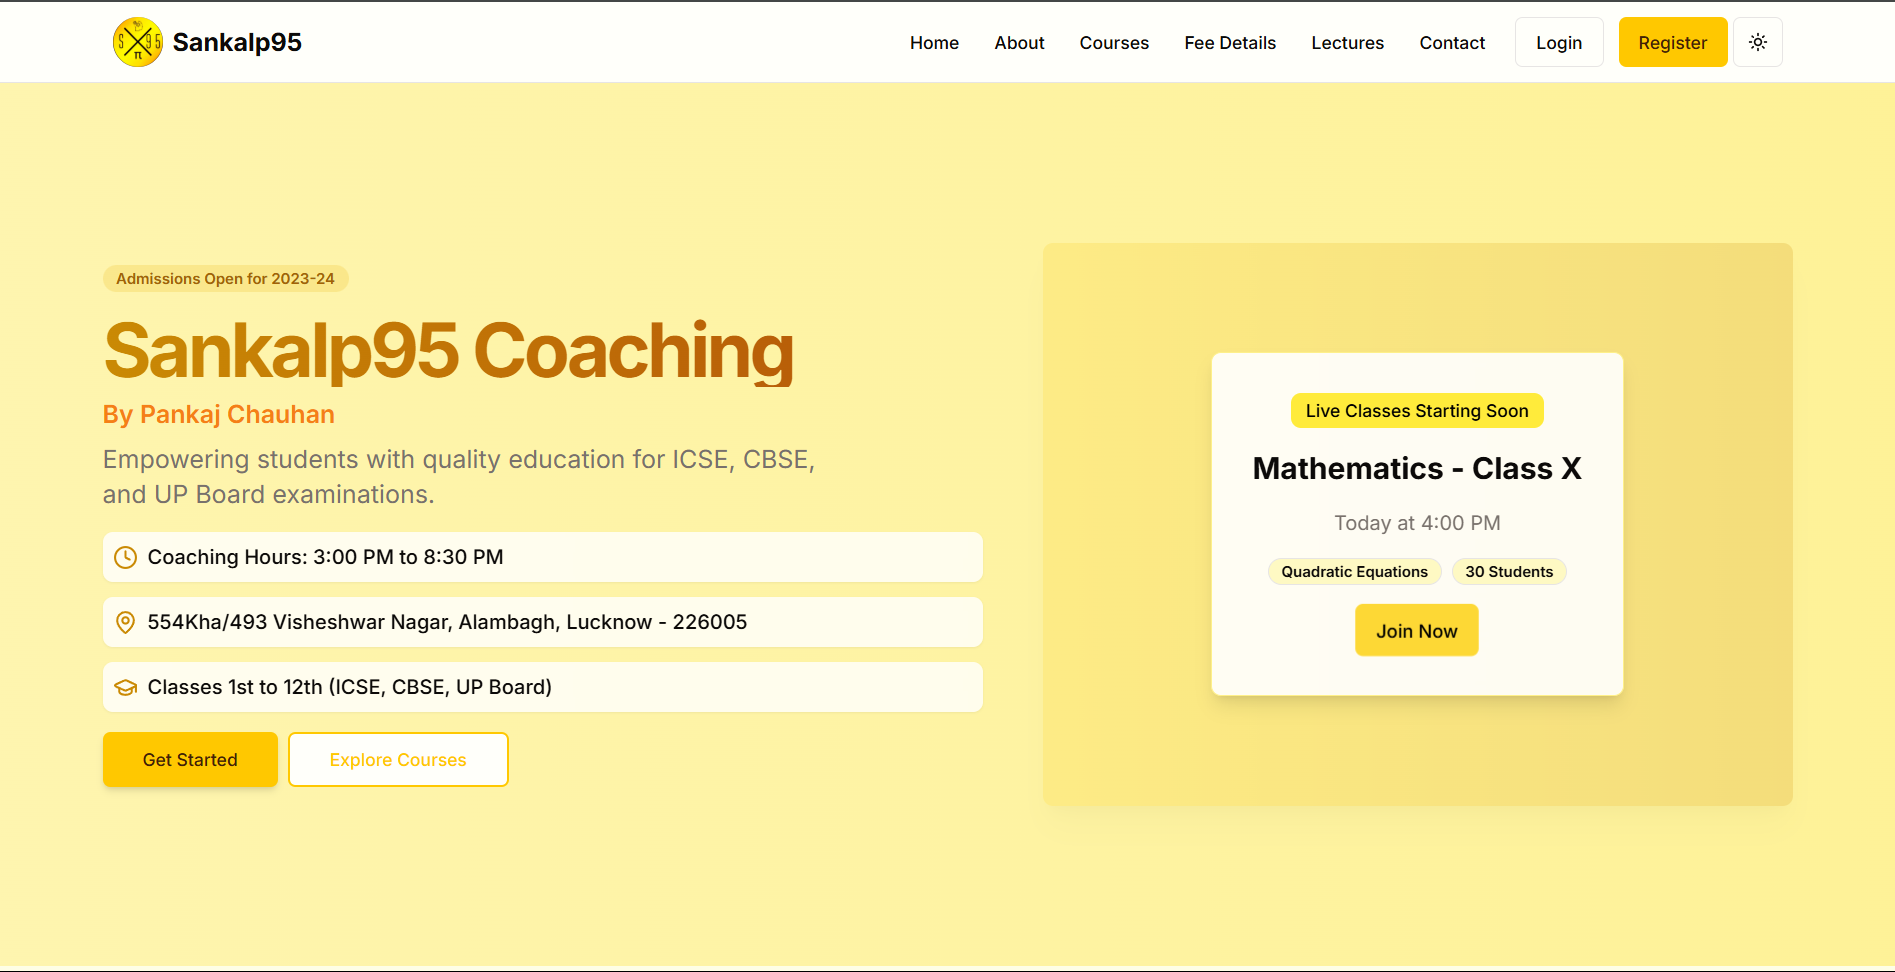 Sankalp95
Home
About
Courses
Fee Details
Lectures
Contact
Login
Register
Admissions Open for 2023-24
Sankalp95 Coaching
By Pankaj Chauhan
Empowering students with quality education for ICSE, CBSE,
and UP Board examinations.
Coaching Hours: 3:00 PM to 8:30 PM
554Kha/493 Visheshwar Nagar, Alambagh, Lucknow - 226005
Classes 1st to 12th (ICSE, CBSE, UP Board)
Get Started
Explore Courses
Live Classes Starting Soon
Mathematics - Class X
Today at 4:00 PM
Quadratic Equations
30 Students
Join Now